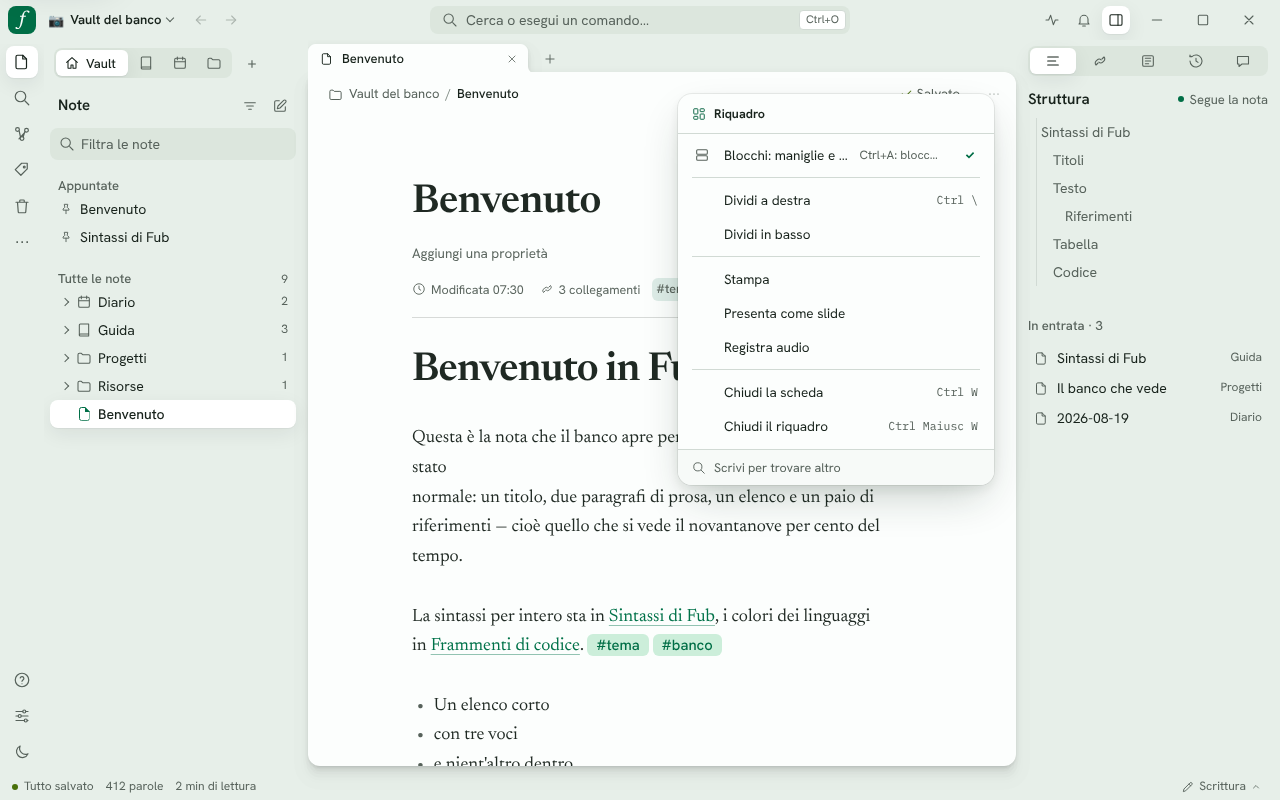 f
Vault del banco
Cerca o esegui un comando...
Ctrl+O
Vault
Note
Filtra le note
Appuntate
Benvenuto
Sintassi di Fub
Tutte le note 9
Diario 2
Guida 3
Progetti 1
Risorse 1
Benvenuto
Benvenuto
Vault del banco / Benvenuto
Salvato
Benvenuto
Aggiungi una proprietà
Modificata 07:30 3 collegamenti
Benvenuto in
Questa è la nota che il banco apre
stato
normale: un titolo, due paragrafi di prosa, un elenco e un paio di
riferimenti — cioè quello che si vede il novantanove per cento del
tempo.
La sintassi per intero sta in Sintassi di Fub, i colori dei linguaggi
in Frammenti di codice. #tema #banco
• Un elenco corto
• con tre voci
• e nient'altro dentro
Riquadro
Blocchi: maniglie e ... Ctrl+A: blocc...
Dividi a destra Ctrl \
Dividi in basso
Stampa
Presenta come slide
Registra audio
Chiudi la scheda Ctrl W
Chiudi il riquadro Ctrl Maiusc W
Scrivi per trovare altro
Struttura
Segue la nota
Sintassi di Fub
Titoli
Testo
Riferimenti
Tabella
Codice
In entrata · 3
Sintassi di Fub Guida
Il banco che vede Progetti
2026-08-19 Diario
Tutto salvato 412 parole 2 min di lettura
Scrittura